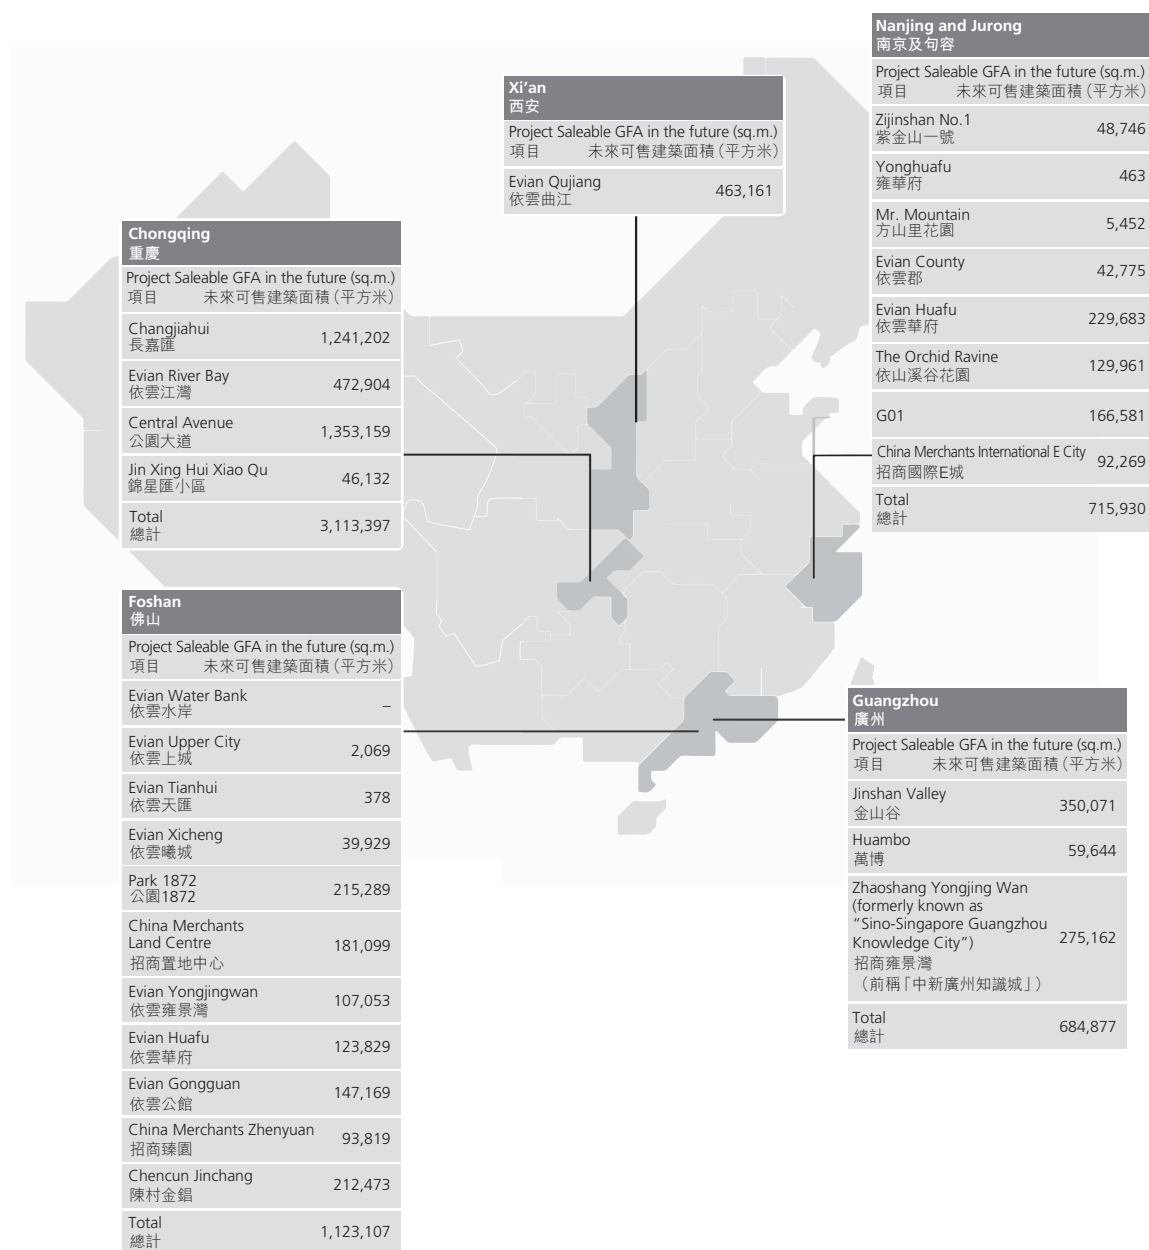 Nanjing and Jurong
南京及句容
Project Saleable GFA in the future (sq.m.)
項目 未來可售建築面積（平方米）
Zijinshan No.1
紫金山一號
48,746
Yonghuafu
雍華府
463
Mr. Mountain
方山里花園
5,452
Evian County
依雲郡
42,775
Evian Huafu
依雲華府
229,683
The Orchid Ravine
依山溪谷花園
129,961
G01 166,581
China Merchants International E City
招商國際E城
92,269
Total
總計
715,930
Xi’an
西安
Project Saleable GFA in the future (sq.m.)
項目 未來可售建築面積（平方米）
Evian Qujiang
依雲曲江
463,161
Chongqing
重慶
Project Saleable GFA in the future (sq.m.)
項目 未來可售建築面積（平方米）
Changjiahui
長嘉匯
1,241,202
Evian River Bay
依雲江灣
472,904
Central Avenue
公園大道
1,353,159
Jin Xing Hui Xiao Qu
錦星匯小區
46,132
Total
總計
3,113,397
Foshan
佛山
Project Saleable GFA in the future (sq.m.)
項目 未來可售建築面積（平方米）
Evian Water Bank
依雲水岸
–
Evian Upper City
依雲上城
2,069
Evian Tianhui
依雲天匯
378
Evian Xicheng
依雲曦城
39,929
Park 1872
公園1872
215,289
China Merchants
Land Centre
招商置地中心
181,099
Evian Yongjingwan
依雲雍景灣
107,053
Evian Huafu
依雲華府
123,829
Evian Gongguan
依雲公館
147,169
China Merchants Zhenyuan
招商臻園
93,819
Chencun Jinchang
陳村金錩
212,473
Total
總計
1,123,107
Guangzhou
廣州
Project Saleable GFA in the future (sq.m.)
項目 未來可售建築面積（平方米）
Jinshan Valley
金山谷
350,071
Huambo
萬博
59,644
Zhaoshang Yongjing Wan
(formerly known as
“Sino-Singapore Guangzhou
Knowledge City”)
招商雍景灣
（前稱「中新廣州知識城」）
275,162
Total
總計
684,877